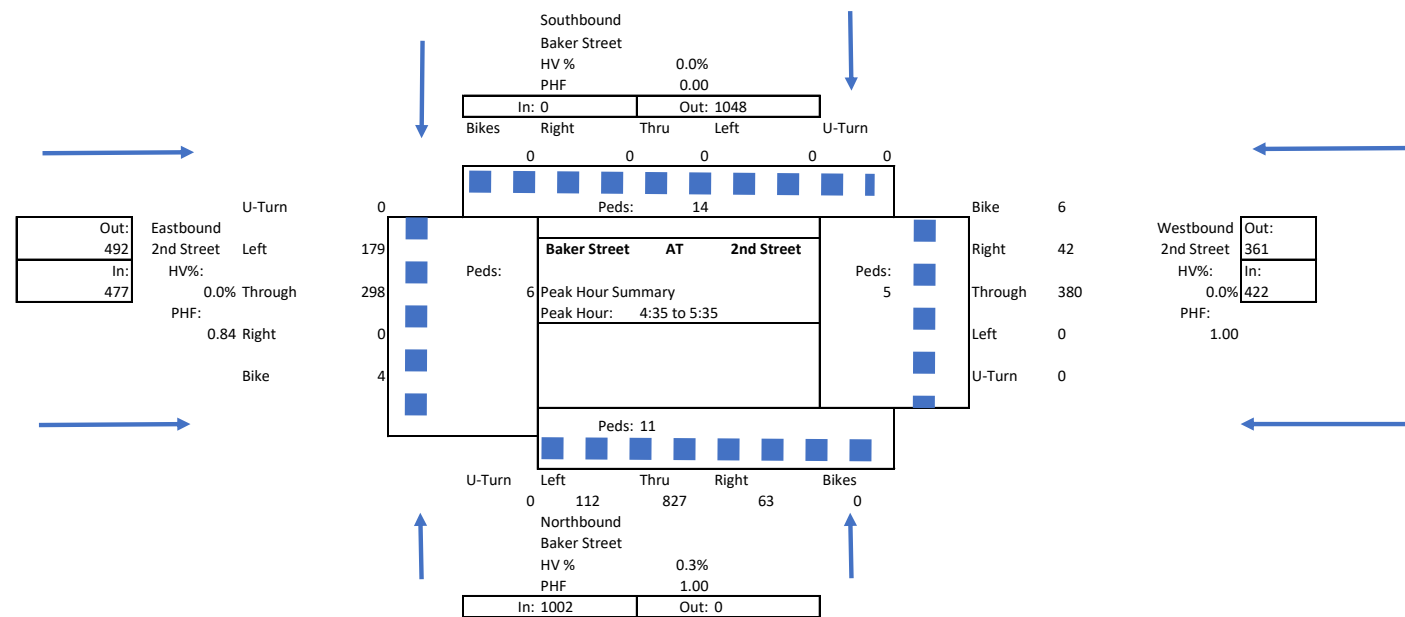 Southbound
Baker Street
HV % 0.0%
PHF 0.00
In: 0 Out: 1048
Bikes Right Thru Left U-Turn
0 0 0 0 0
Peds: 14
U-Turn 0
Out: Eastbound
492 2nd Street Left 179
In: HV%:
477 0.0% Through 298
PHF:
0.84 Right 0
Bike 4
Peds:
6
Baker Street AT 2nd Street
Peak Hour Summary
Peak Hour: 4:35 to 5:35
Peds:
5
Bike 6
Westbound Out:
Right 42 2nd Street 361
HV%: In:
Through 380 0.0% 422
PHF:
Left 0 1.00
U-Turn 0
Peds: 11
U-Turn Left Thru Right Bikes
0 112 827 63 0
Northbound
Baker Street
HV % 0.3%
PHF 1.00
In: 1002 Out: 0